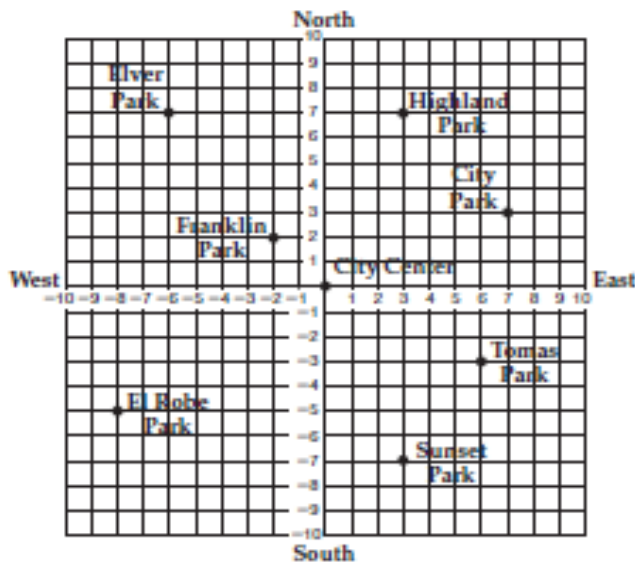 North
10
9
Elver
8
Park
7
Highland
Park
6
5
City
4
Park
3
Franklin
2
Park
1
City Center
West
East
−10 −9 −8 −7 −6 −5 −4 −3 −2 −1
1 2 3 4 5 6 7 8 9 10
−1
−2
Tomas
−3
Park
−4
El Robe
−5
Park
−6
Sunset
−7
Park
−8
−9
−10
South